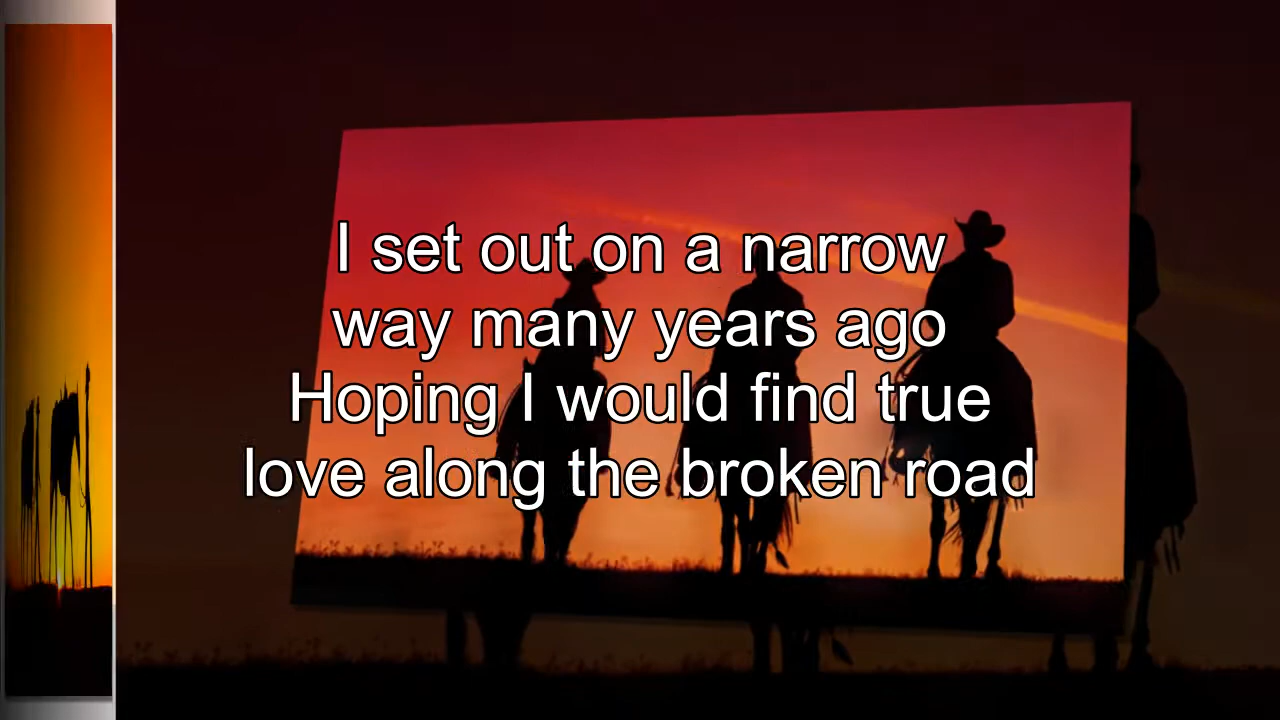 I set out on a narrow
way many years ago
Hoping I would find true
love along the broken road